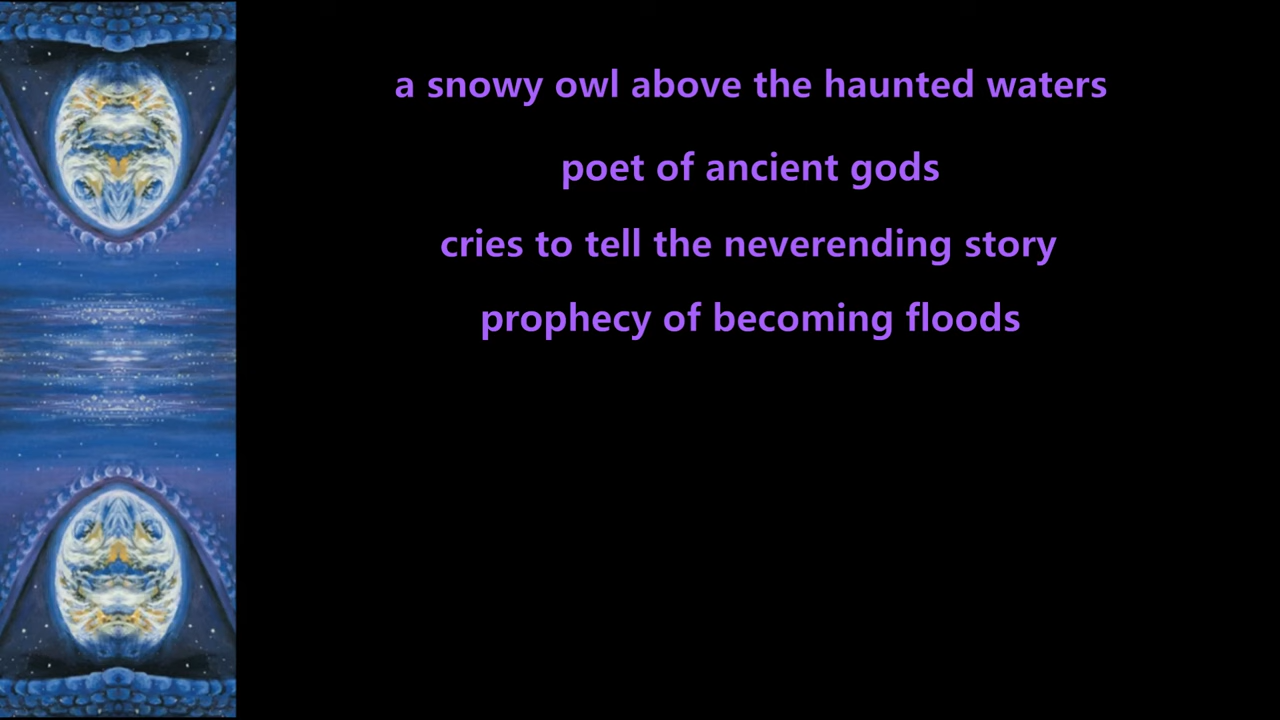 a snowy owl above the haunted waters
poet of ancient gods
cries to tell the neverending story
prophecy of becoming floods